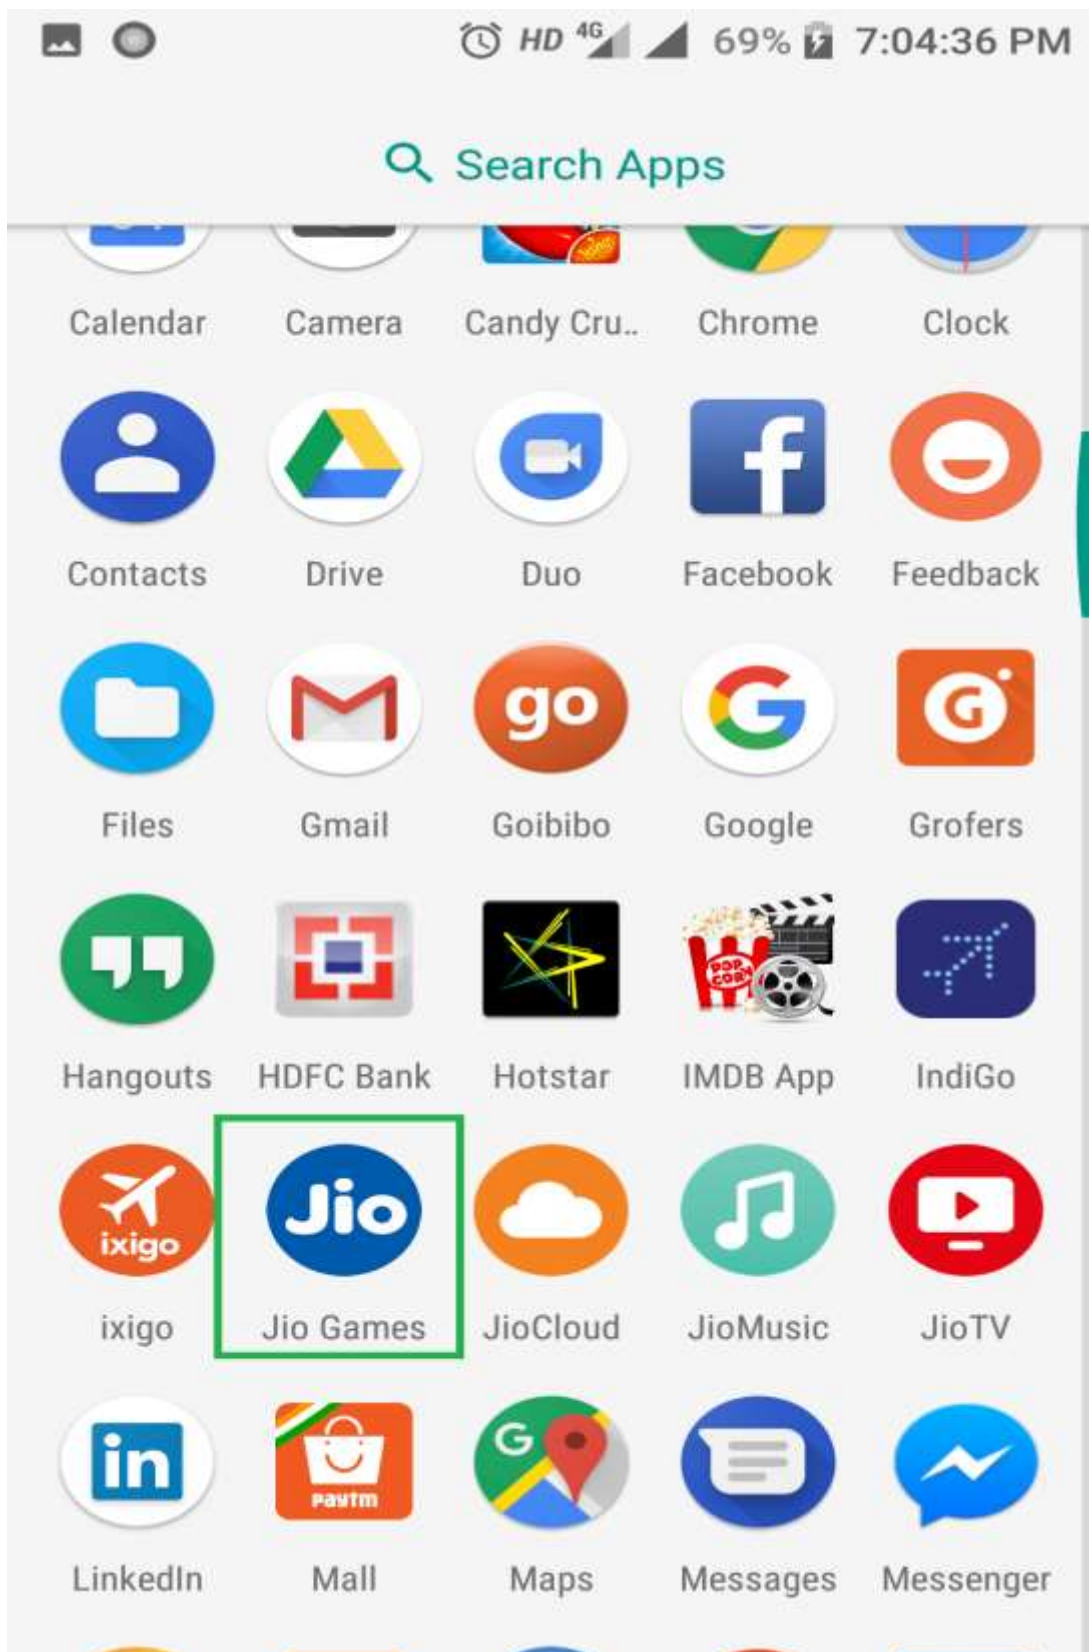 HD 4G 69% 7:04:36 PM
Search Apps
Calendar Camera Candy Cru.. Chrome Clock
Contacts Drive Duo Facebook Feedback
go G
Files Gmail Goibibo Google Grofers
POP CORN
Hangouts HDFC Bank Hotstar IMDB App IndiGo
ixigo Jio
ixigo Jio Games JioCloud JioMusic JioTV
in Paytm G
LinkedIn Mall Maps Messages Messenger